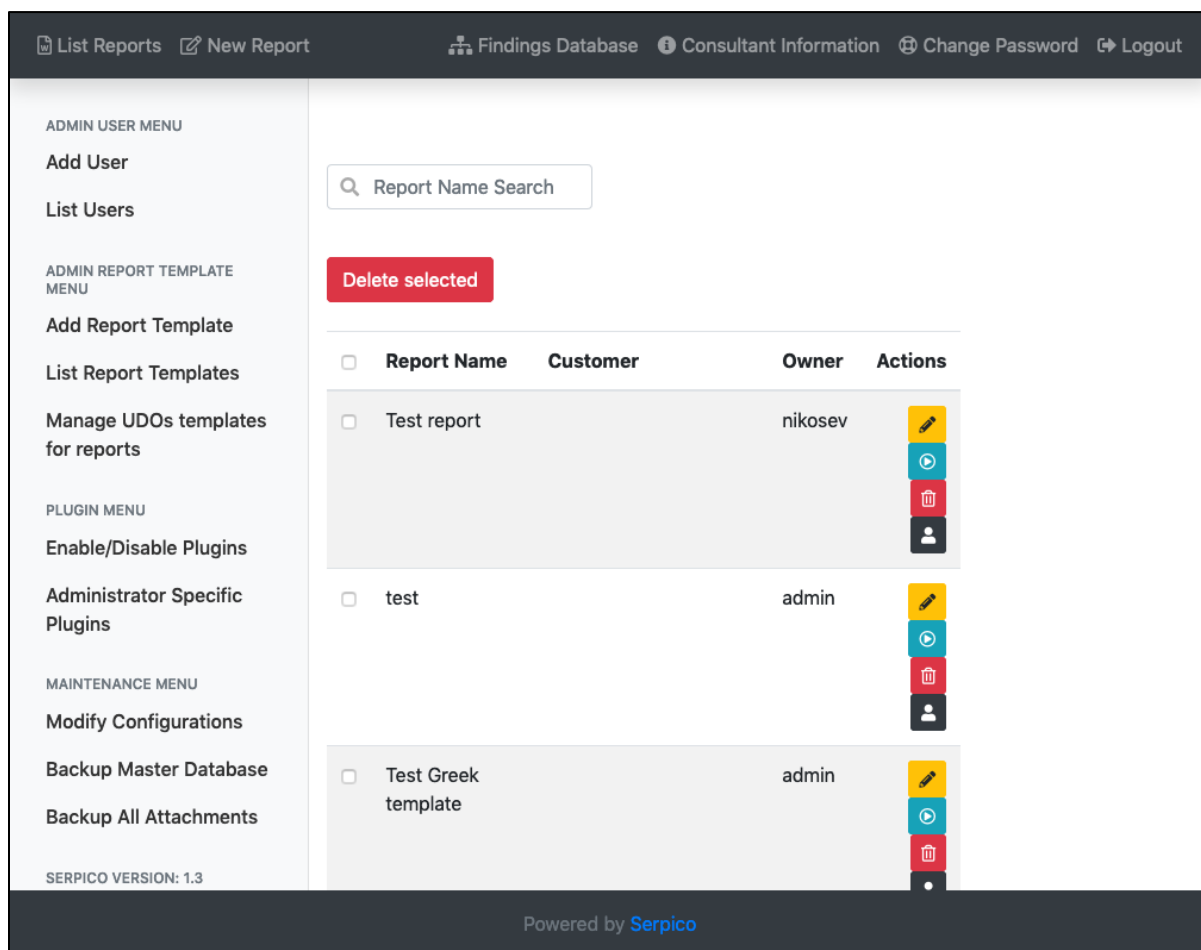 List Reports New Report Findings Database Consultant Information Change Password Logout
ADMIN USER MENU
Add User
List Users
ADMIN REPORT TEMPLATE
MENU
Add Report Template
List Report Templates
Manage UDOs templates
for reports
PLUGIN MENU
Enable/Disable Plugins
Administrator Specific
Plugins
MAINTENANCE MENU
Modify Configurations
Backup Master Database
Backup All Attachments
SERPICO VERSION: 1.3
Report Name Search
Delete selected
Report Name Customer Owner Actions
Test report nikosev
test admin
Test Greek admin
template
Powered by Serpico